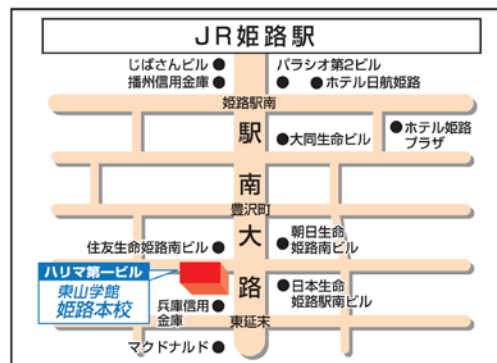 JR姫路駅
じばさんビル
パラシオ第2ビル
播州信用金庫
ホテル日航姫路
姫路駅南
駅南大路
大同生命ビル
ホテル姫路
プラザ
豊沢町
住友生命姫路南ビル
朝日生命
姫路南ビル
ハリマ第一ビル
東山学館
姫路本校
日本生命
姫路駅南ビル
兵庫信用
金庫
東延末
マクドナルド